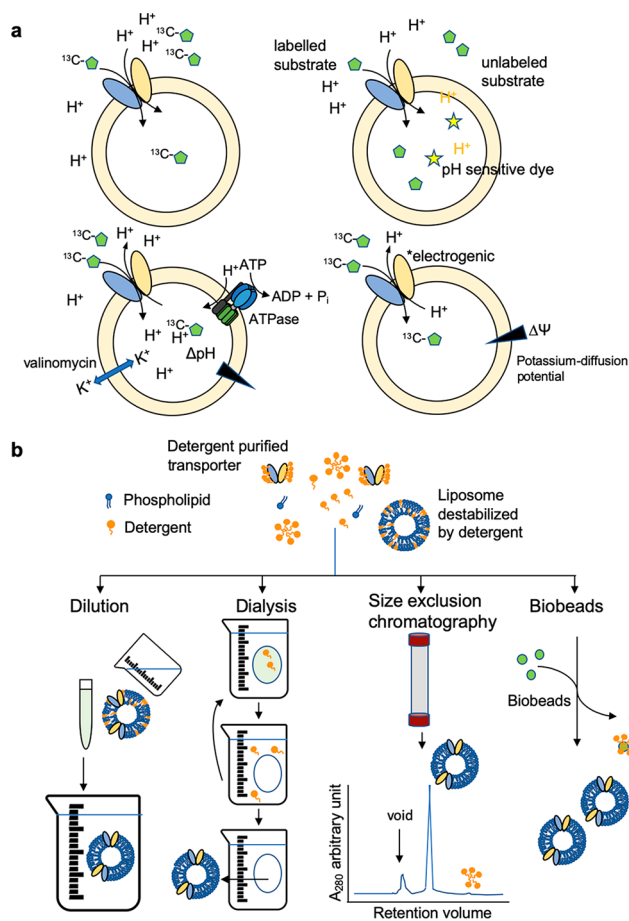 a
¹³C-
H⁺
H⁺
¹³C-
¹³C-
H⁺
H⁺
H⁺
¹³C-
labelled
substrate
H⁺
H⁺
unlabeled
substrate
H⁺
H⁺
H⁺
H⁺
pH sensitive dye
¹³C-
¹³C-
H⁺
H⁺
H⁺
H⁺
ATP
ADP + Pᵢ
ATPase
H⁺
¹³C-
H⁺
ΔpH
H⁺
valinomycin
K⁺
K⁺
¹³C-
¹³C-
H⁺
*electrogenic
H⁺
¹³C-
ΔΨ
Potassium-diffusion
potential
b
Detergent purified
transporter
Phospholipid
Detergent
Liposome
destabilized
by detergent
Dilution
Dialysis
Size exclusion
chromatography
Biobeads
Biobeads
void
A₂₈₀ arbitrary unit
Retention volume